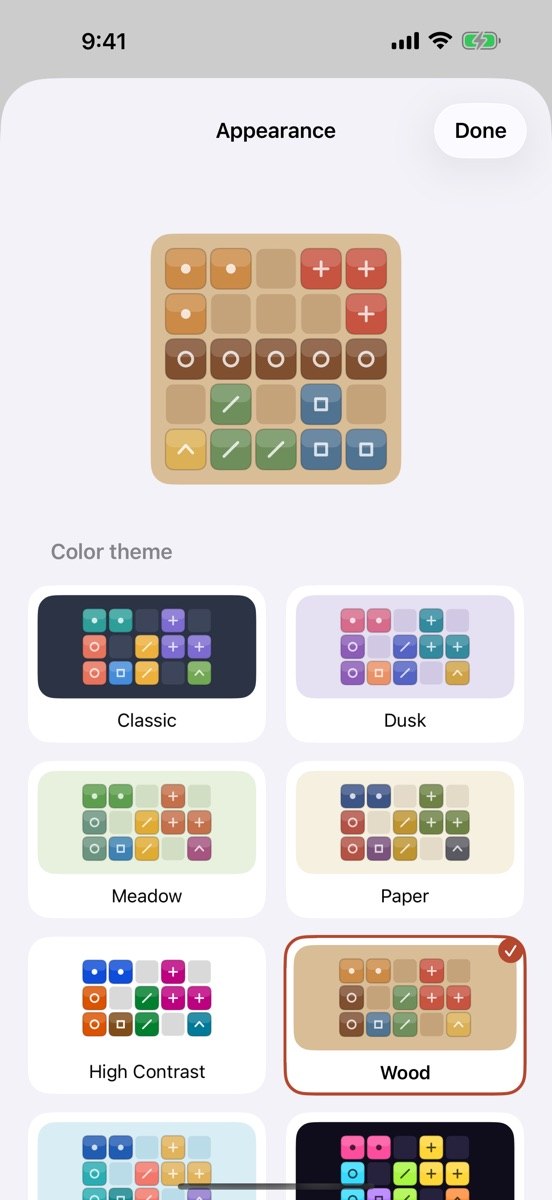 9:41
Appearance
Done
Color theme
Classic
Dusk
Meadow
Paper
High Contrast
Wood